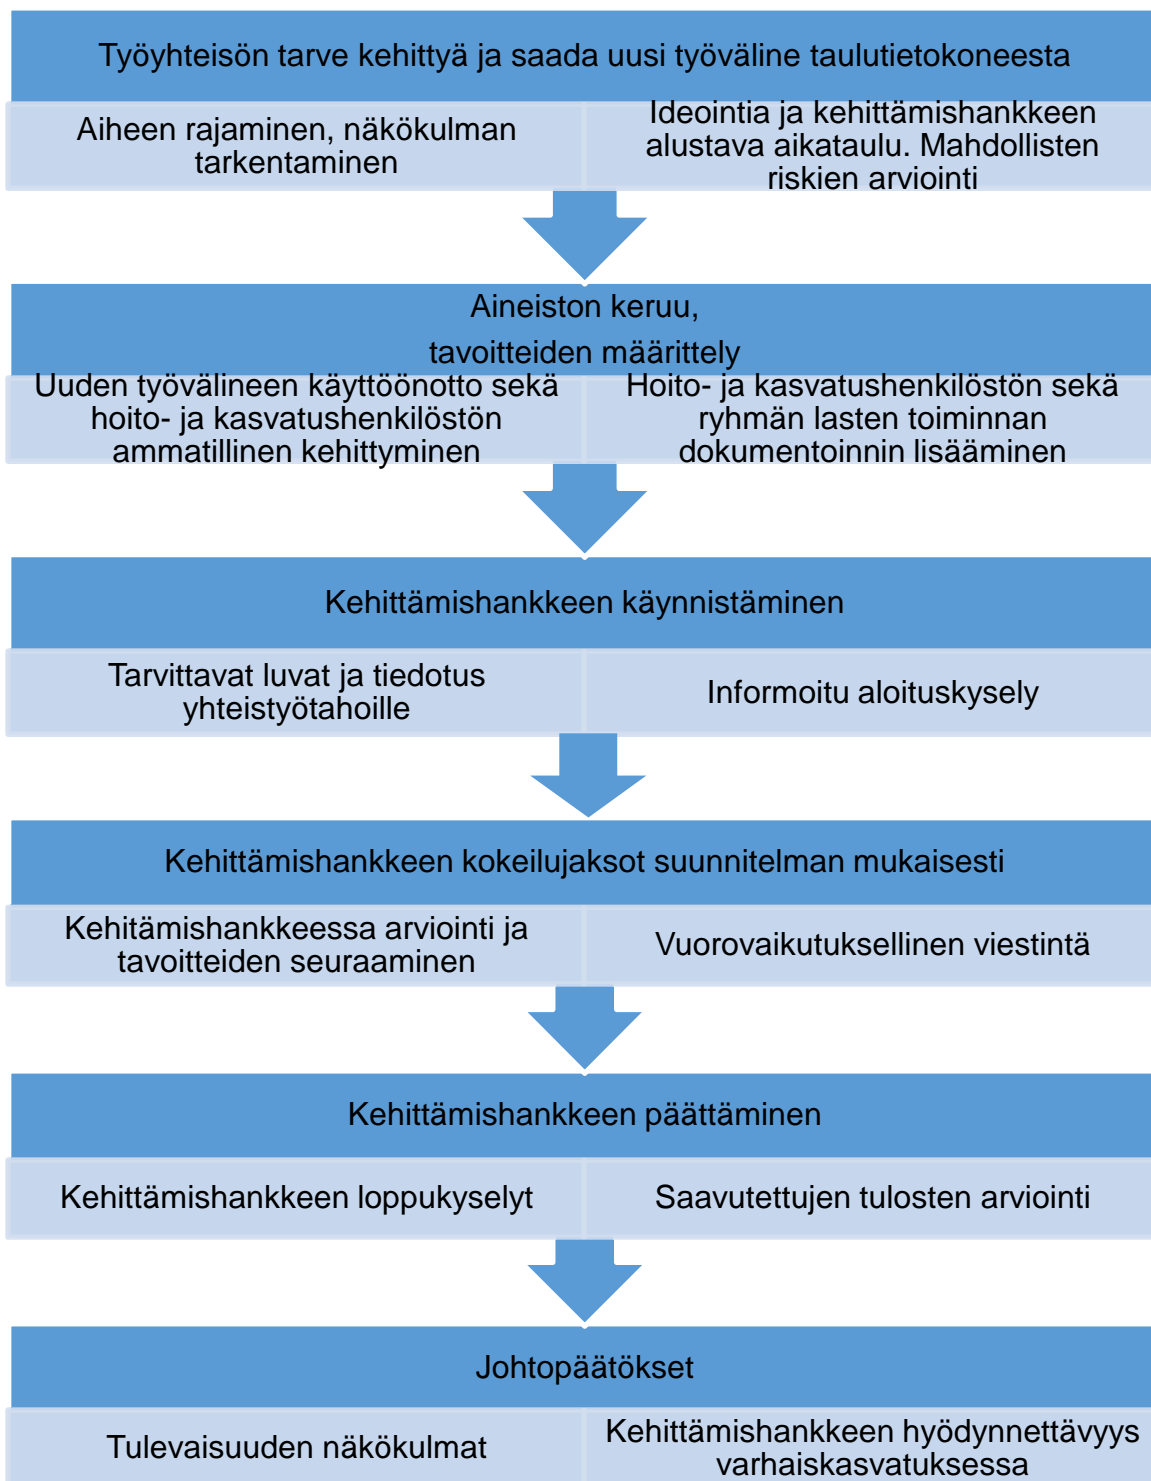 Työyhteisön tarve kehittyä ja saada uusi työväline taulutietokoneesta
Aiheen rajaminen, näkökulman
tarkentaminen
Ideointia ja kehittämishankkeen
alustava aikataulu. Mahdollisten
riskien arviointi
Aineiston keruu,
tavoitteiden määrittely
Uuden työvälineen käyttöönotto sekä
hoito- ja kasvatushenkilöstön
ammatillinen kehittyminen
Hoito- ja kasvatushenkilöstön sekä
ryhmän lasten toiminnan
dokumentoinnin lisääminen
Kehittämishankkeen käynnistäminen
Tarvittavat luvat ja tiedotus
yhteistyötahoille
Informoitu aloituskysely
Kehittämishankkeen kokeilujaksot suunnitelman mukaisesti
Kehitämishankkeessa arviointi ja
tavoitteiden seuraaminen
Vuorovaikutuksellinen viestintä
Kehittämishankkeen päättäminen
Kehittämishankkeen loppukyselyt
Saavutettujen tulosten arviointi
Johtopäätökset
Tulevaisuuden näkökulmat
Kehittämishankkeen hyödynnettävyys
varhaiskasvatuksessa